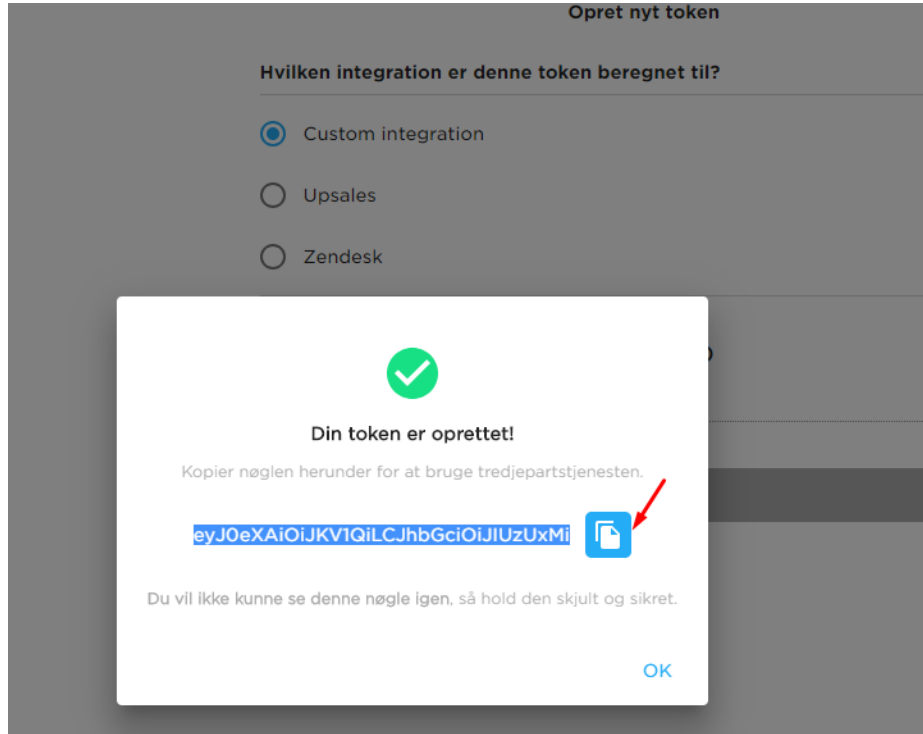 Opret nyt token
Hvilken integration er denne token beregnet til?
Custom integration
Upsales
Zendesk
Din token er oprettet!
Kopier nøglen herunder for at bruge tredjepartstjenesten.
eyJ0eXAiOiJKV1QiLCJhbGciOiJIUzUxMi
Du vil ikke kunne se denne nøgle igen, så hold den skjult og sikret.
OK